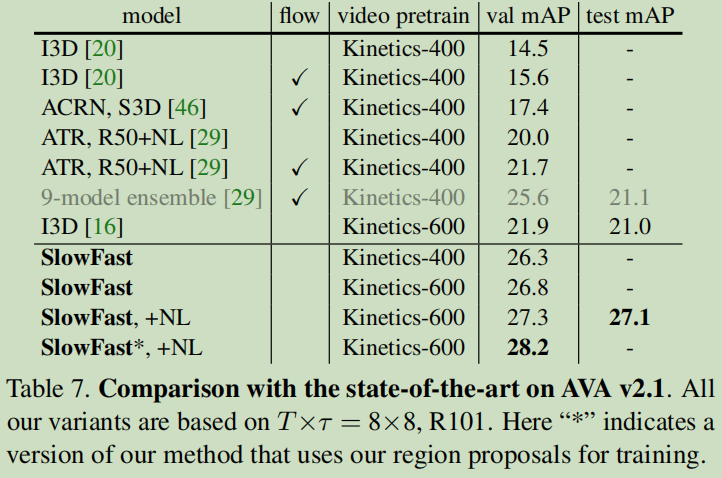 model flow video pretrain val mAP test mAP
I3D [20] Kinetics-400 14.5 -
I3D [20] ✓ Kinetics-400 15.6 -
ACRN, S3D [46] ✓ Kinetics-400 17.4 -
ATR, R50+NL [29] Kinetics-400 20.0 -
ATR, R50+NL [29] ✓ Kinetics-400 21.7 -
9-model ensemble [29] ✓ Kinetics-400 25.6 21.1
I3D [16] Kinetics-600 21.9 21.0
SlowFast Kinetics-400 26.3 -
SlowFast Kinetics-600 26.8 -
SlowFast, +NL Kinetics-600 27.3 27.1
SlowFast*, +NL Kinetics-600 28.2 -
Table 7. Comparison with the state-of-the-art on AVA v2.1. All
our variants are based on T×τ = 8×8, R101. Here “*” indicates a
version of our method that uses our region proposals for training.